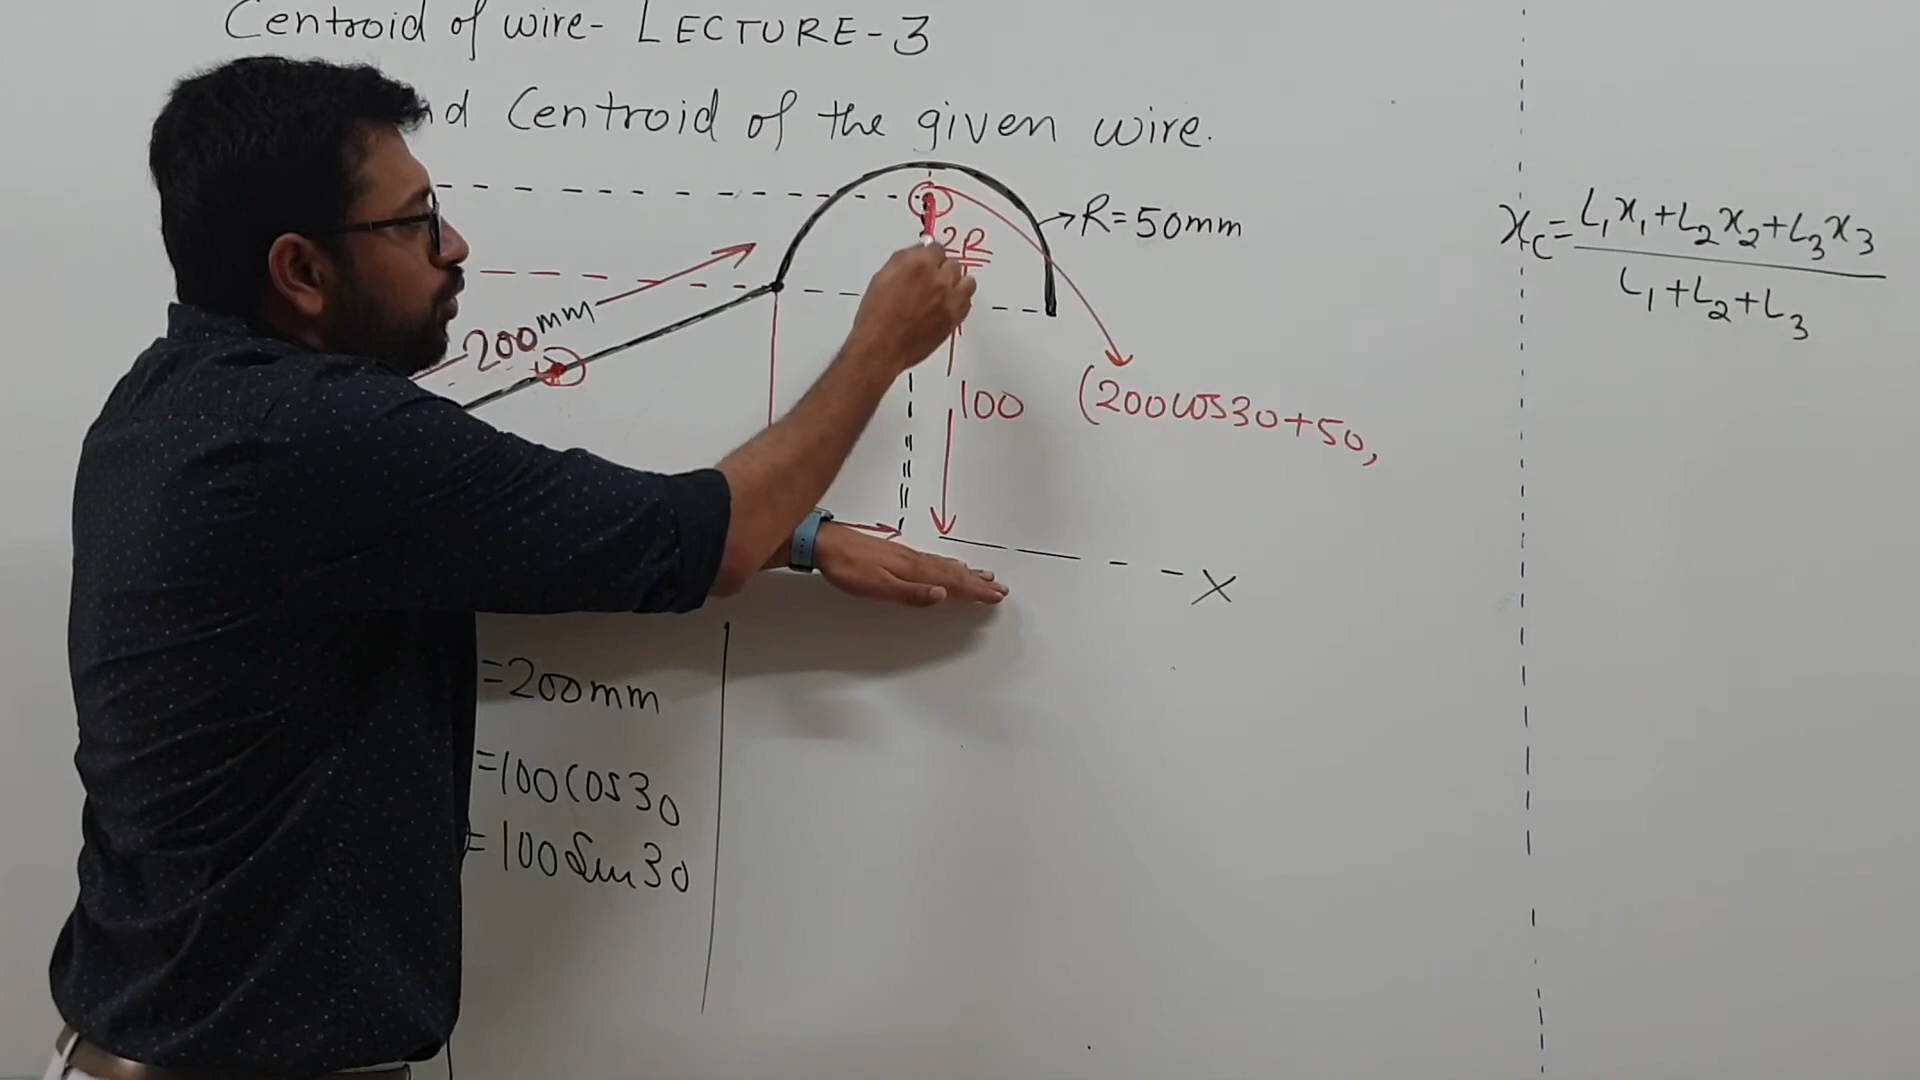 Centroid of wire- LECTURE-3
nd Centroid of the given wire.
R=50mm
2R
200mm
100
(200cos30+50,
X
=200mm
=100cos30
=100Sin30
xc=L1x1+L2x2+L3x3
L1+L2+L3